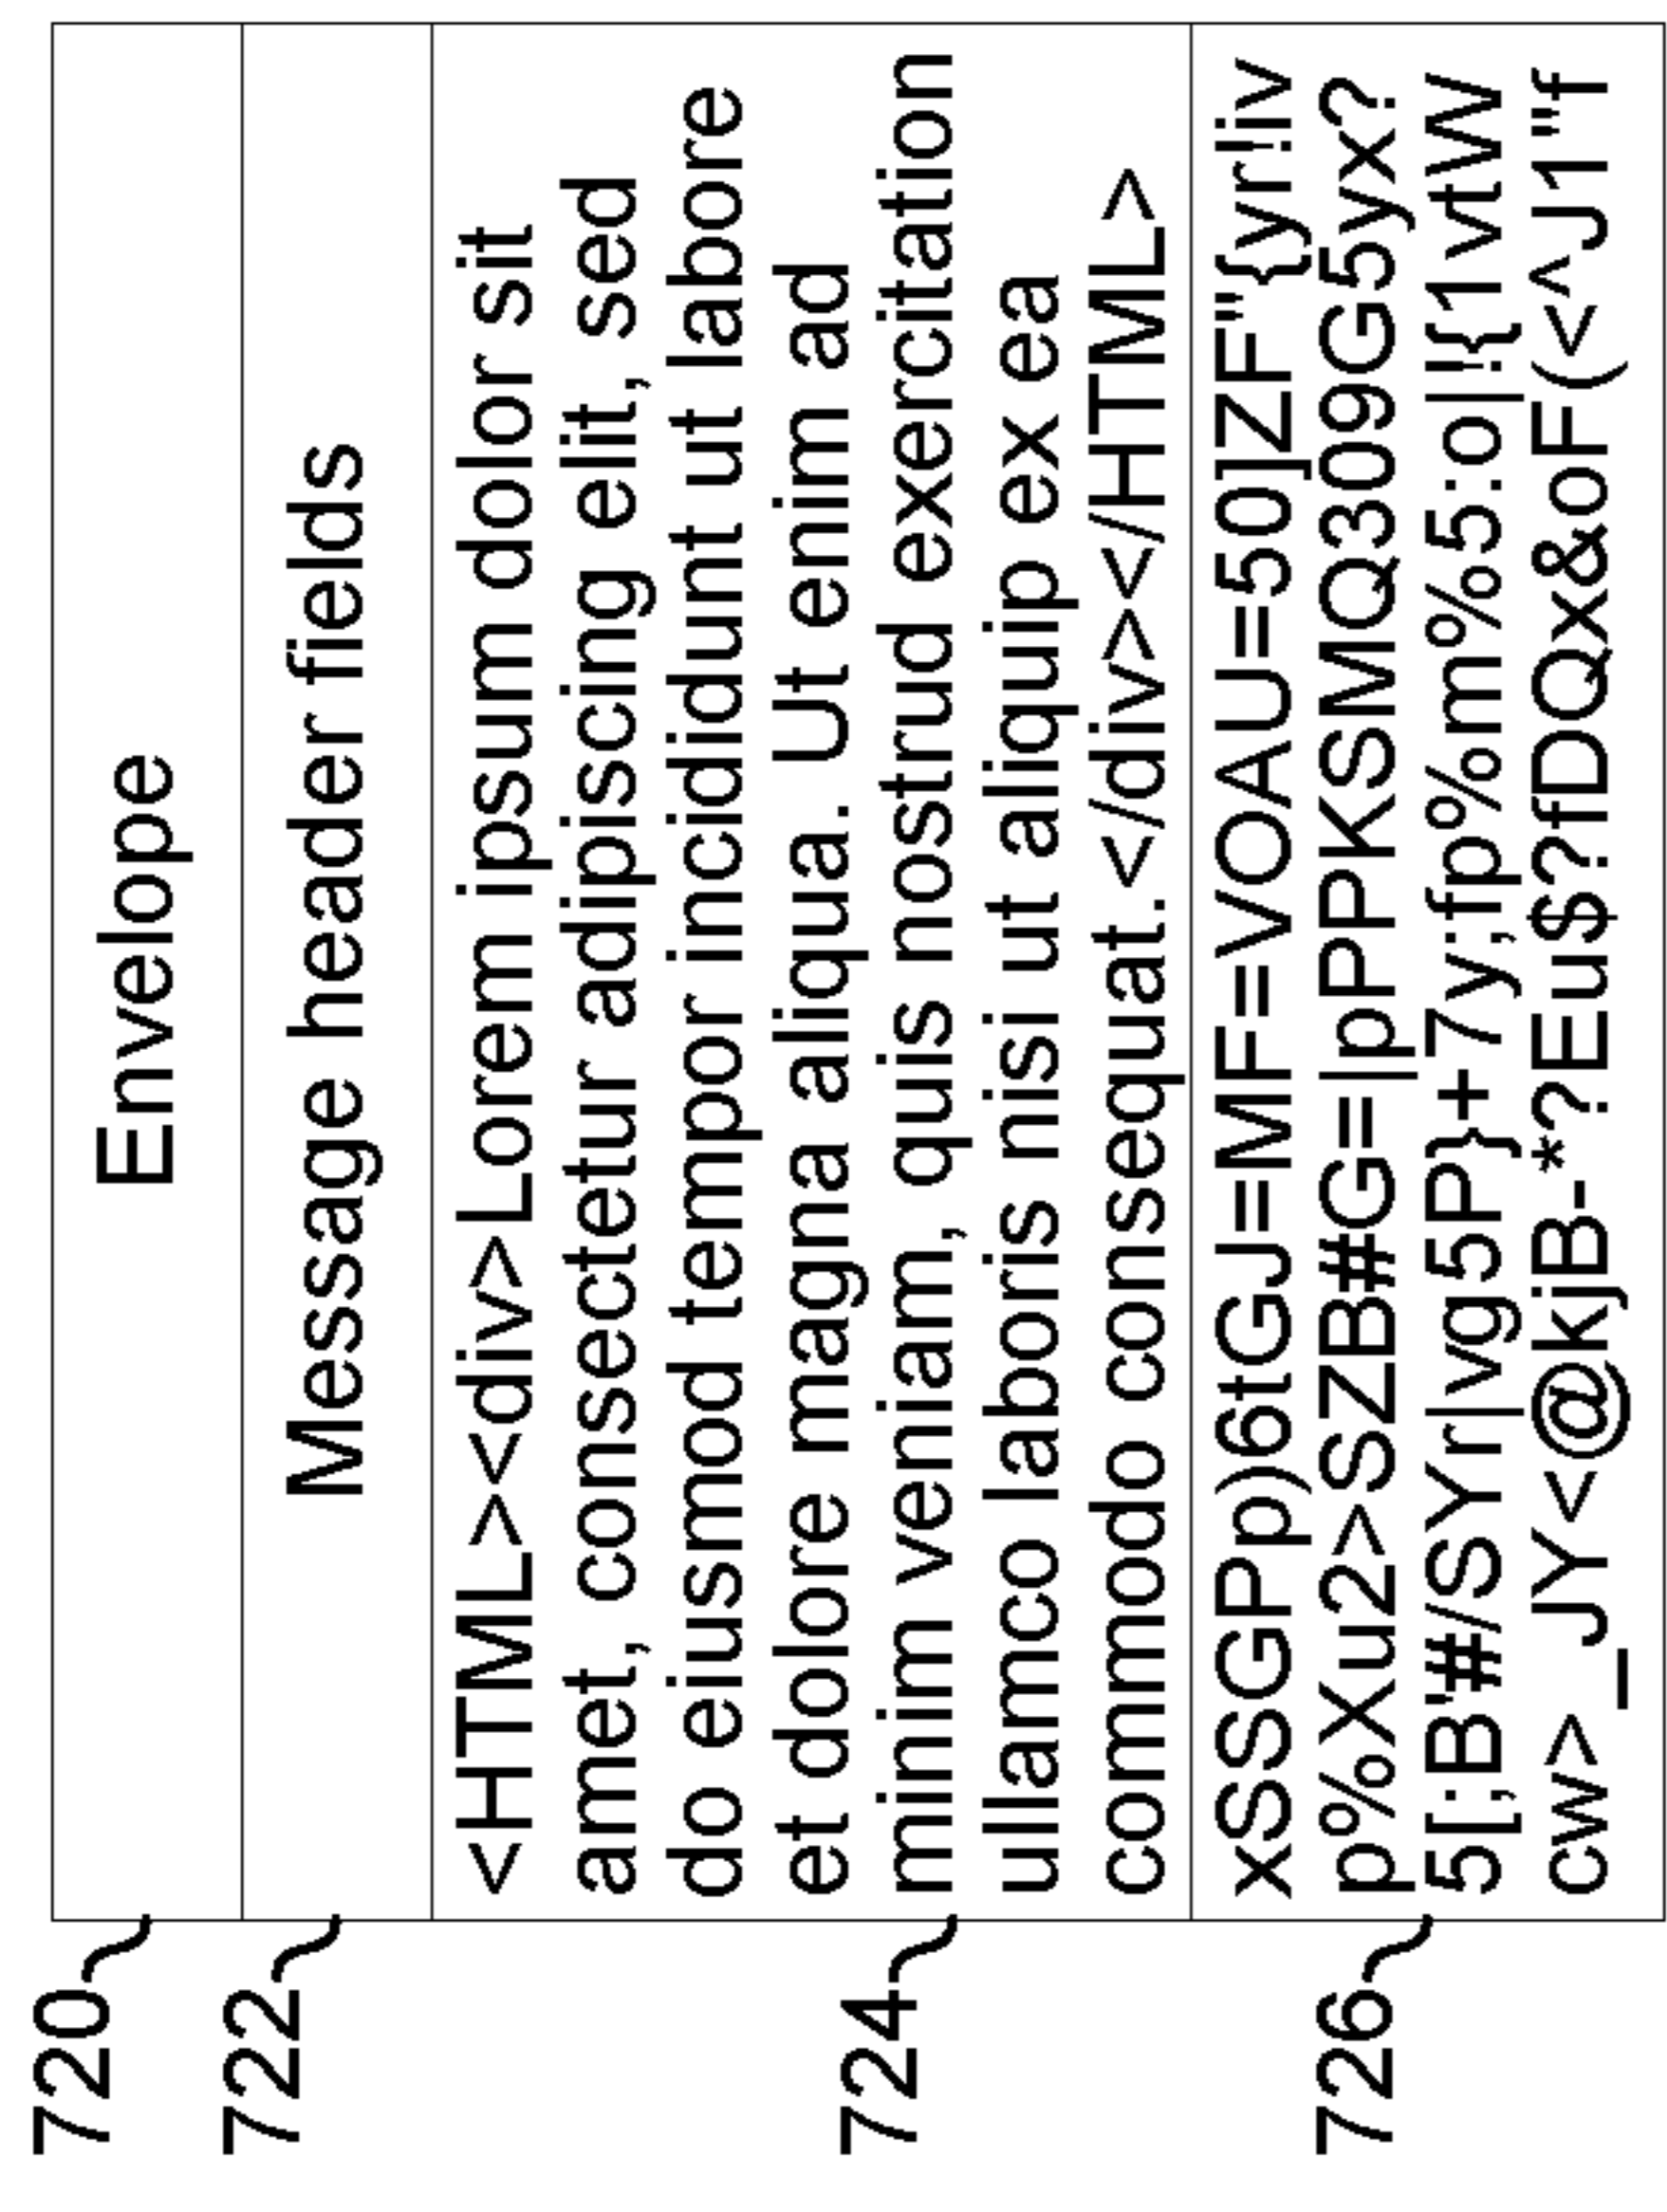 720 Envelope
722 Message header fields
<HTML><div>Lorem ipsum dolor sit
amet, consectetur adipiscing elit, sed
do eiusmod tempor incididunt ut labore
et dolore magna aliqua. Ut enim ad
724 minim veniam, quis nostrud exercitation
ullamco laboris nisi ut aliquip ex ea
commodo consequat.</div></HTML>
xSSGPp)6tGJ=MF=VOAU=50]ZF"{yr!iv
p%Xu2>SZB#G=|pPPKSMQ309G5yx?
726 5[;B'#/SYr|vg5P}+7y;fp%m%5:o|!{1vtW
cw>_JY<@kjB-*?Eu$?fDQx&oF(<^J1"f